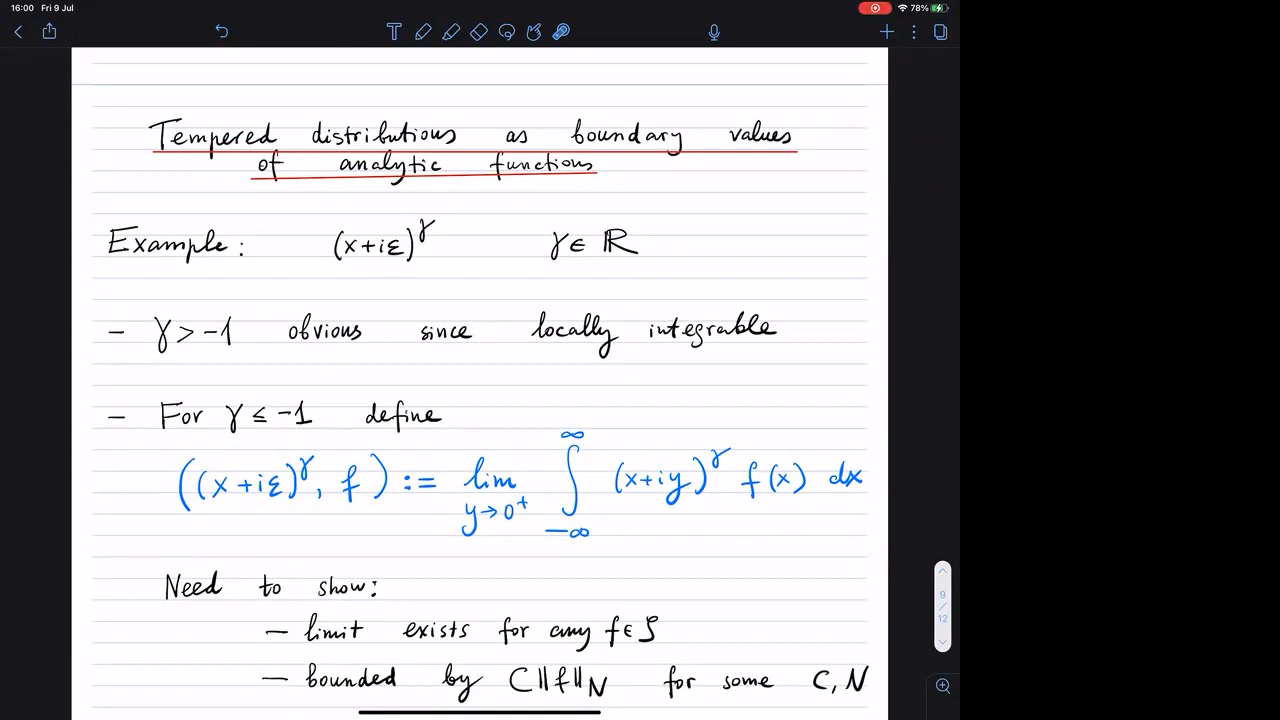 16:00 Fri 9 Jul
78%
Tempered distributions as boundary values
of analytic functions
Example: (x+iε)^γ γ∈ℝ
- γ>-1 obvious since locally integrable
- For γ≤-1 define
((x+iε)^γ, f) := lim_{y→0^+} ∫_{-∞}^{∞} (x+iy)^γ f(x) dx
Need to show:
- limit exists for any f∈S
- bounded by C‖f‖_N for some C, N
9
/
12